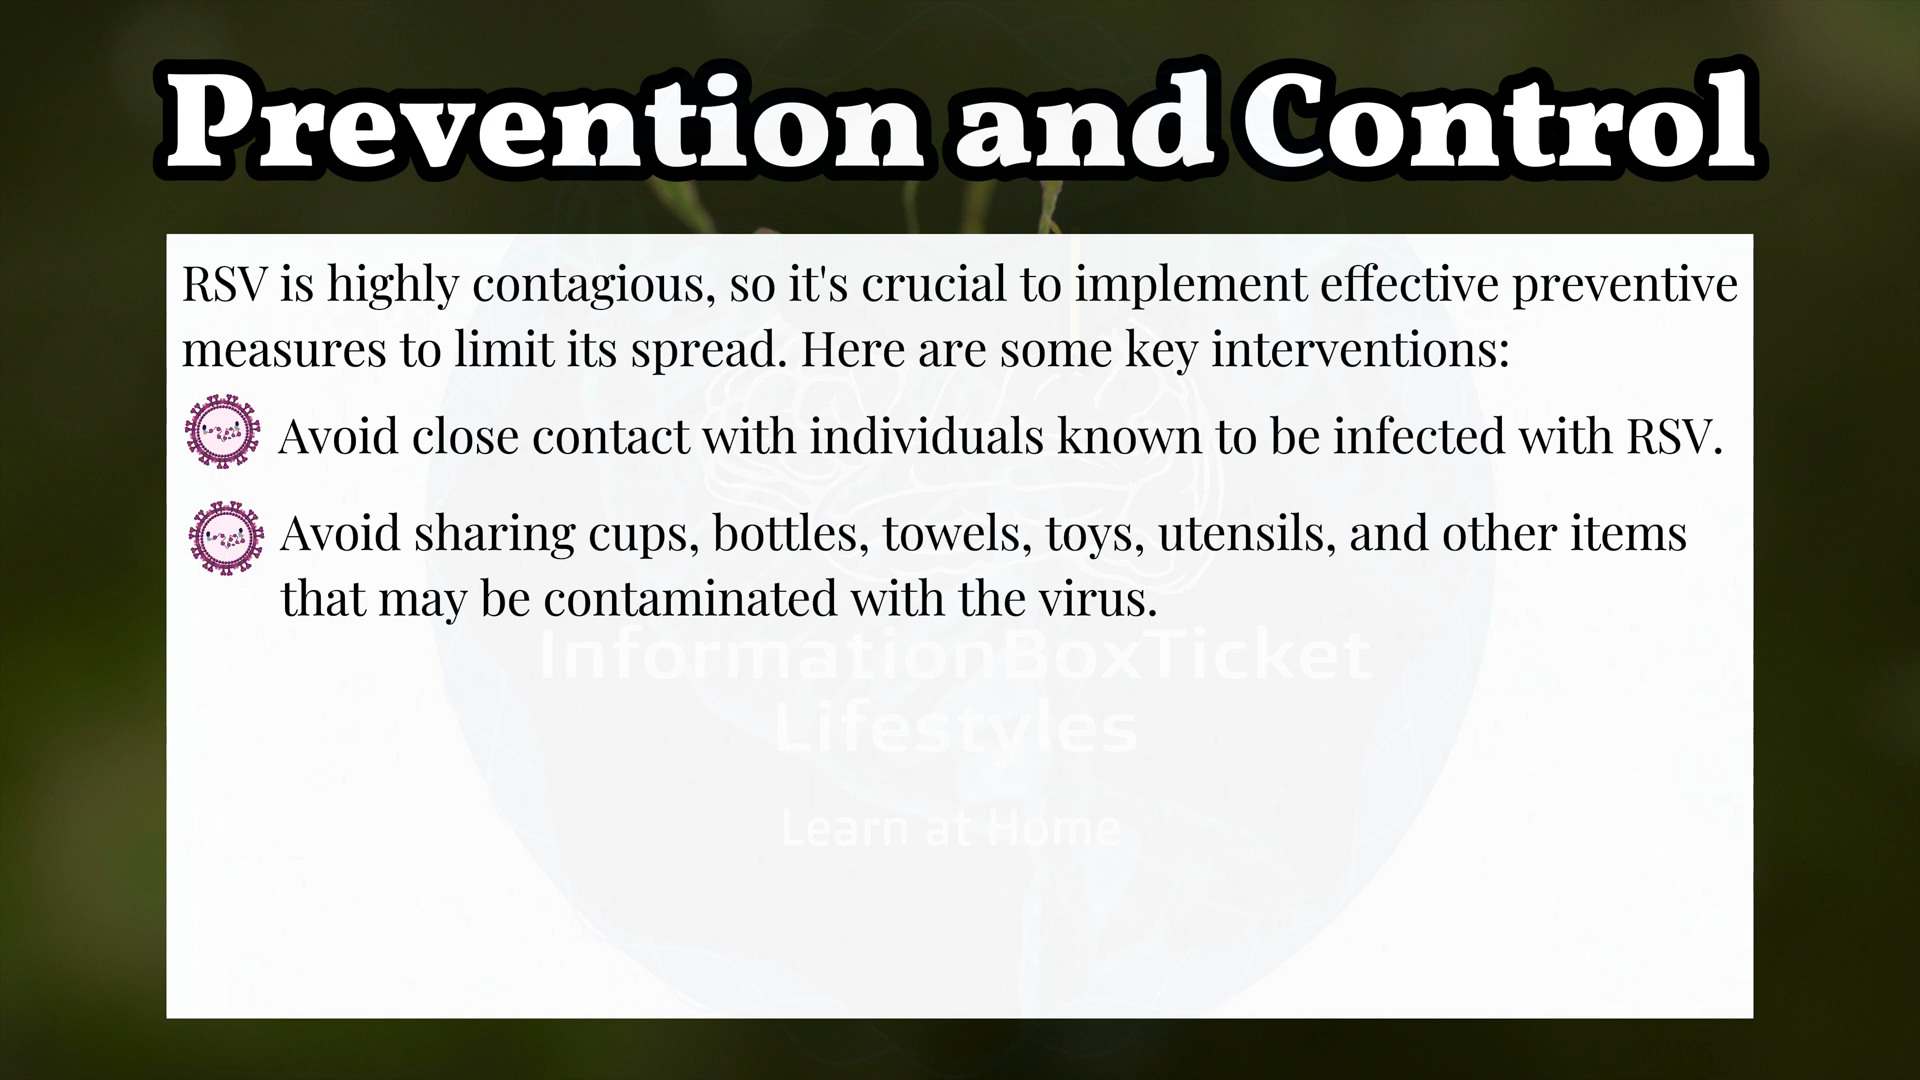 Prevention and Control
RSV is highly contagious, so it's crucial to implement effective preventive
measures to limit its spread. Here are some key interventions:
Avoid close contact with individuals known to be infected with RSV.
Avoid sharing cups, bottles, towels, toys, utensils, and other items
that may be contaminated with the virus.
InformationBoxTicket
Lifestyles
Learn at Home